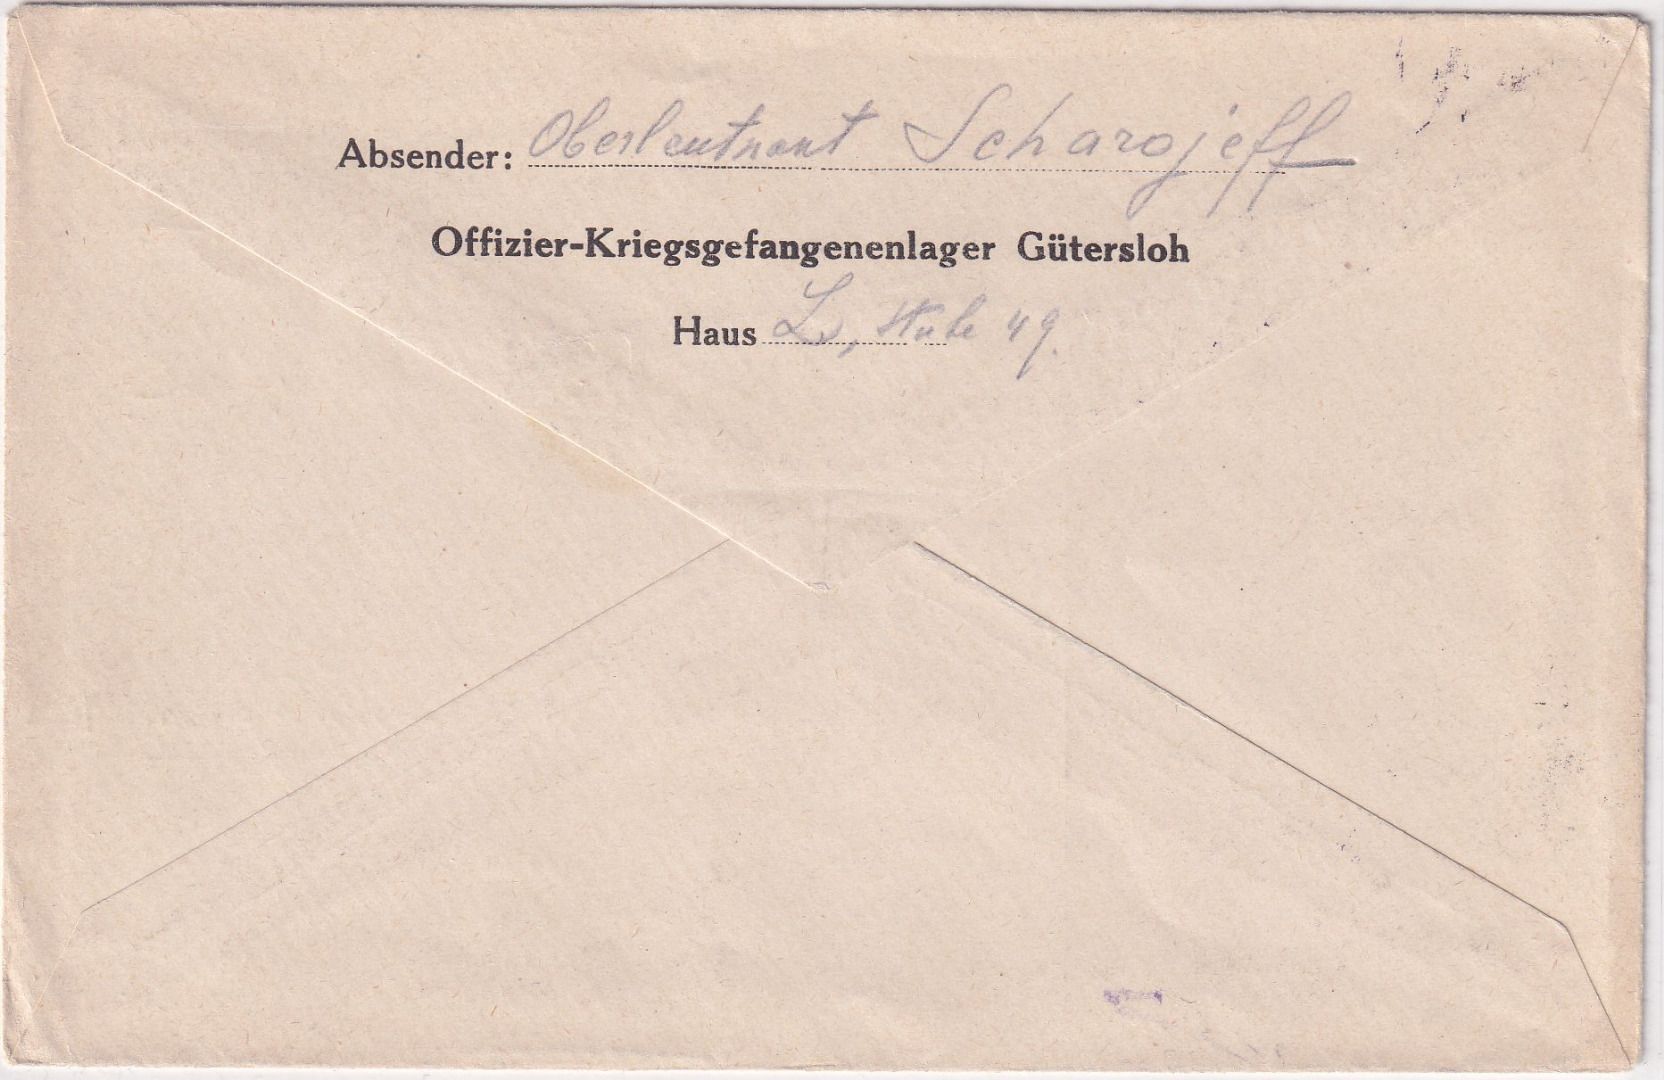 Absender: Oberleutnant Scharojeff
Offizier-Kriegsgefangenenlager Gütersloh
Haus L, Stube 49.